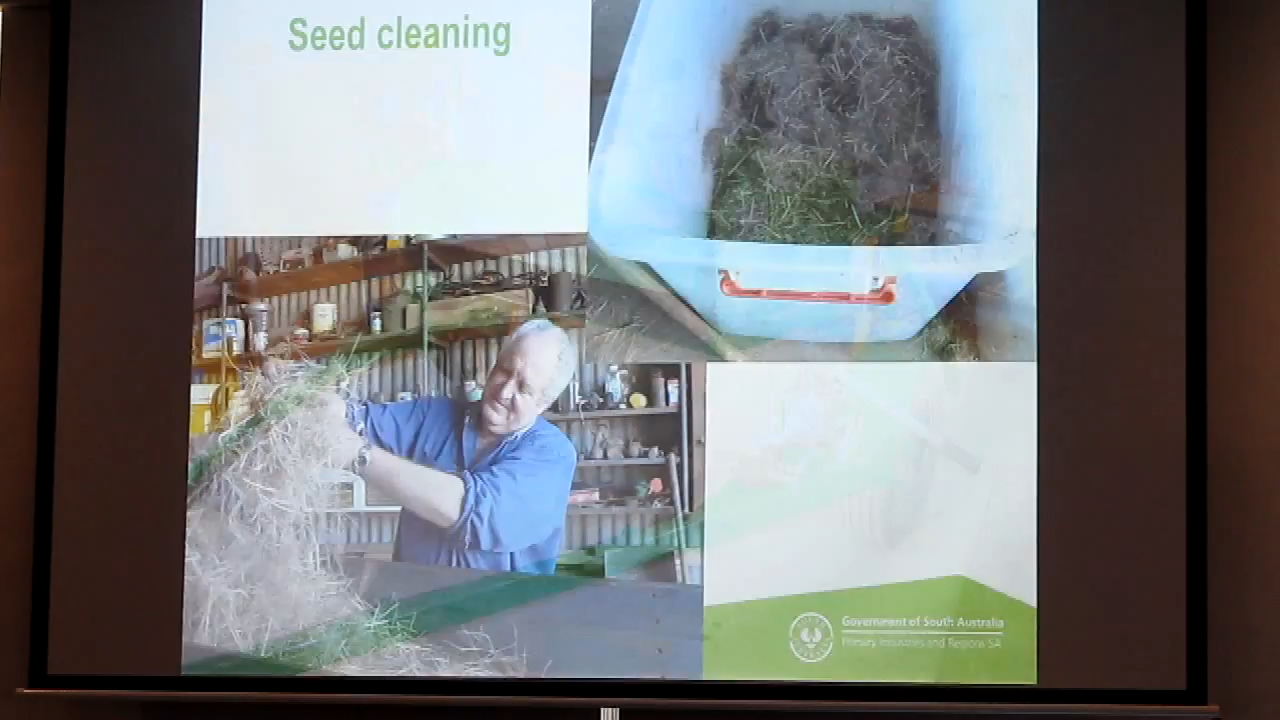 Seed cleaning
Government of South Australia
Primary Industries and Regions SA